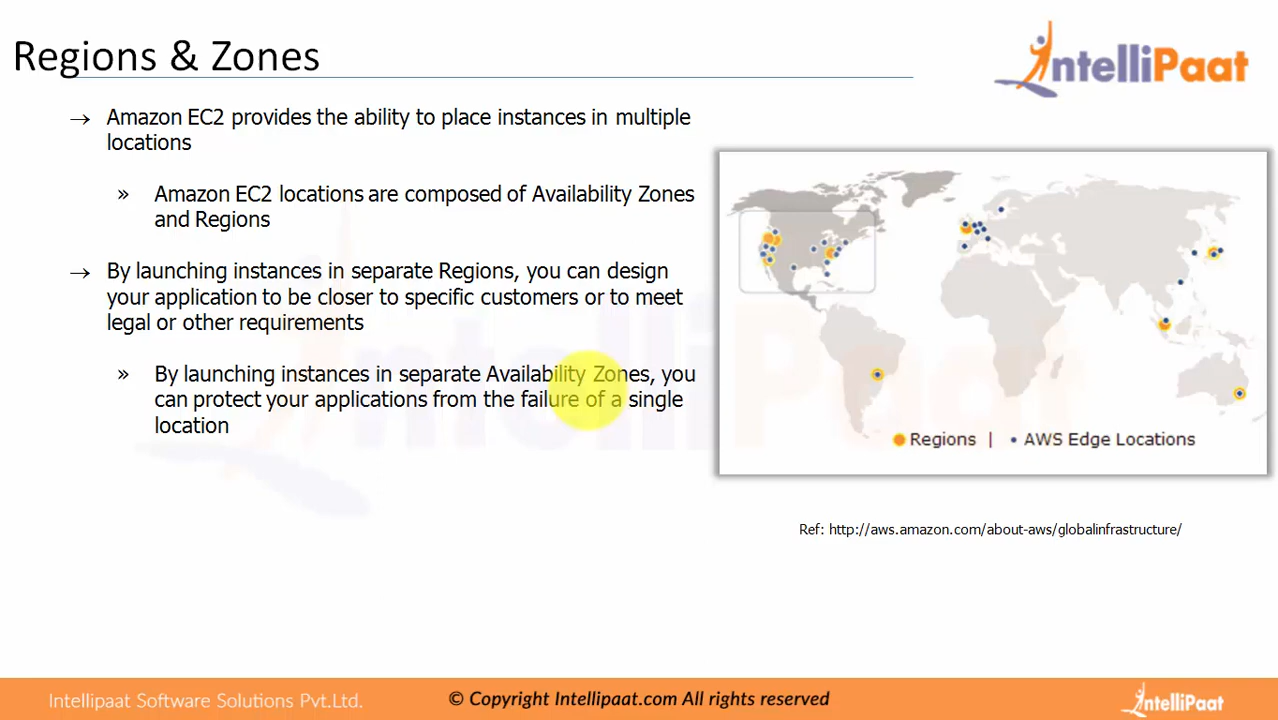 Regions & Zones
IntelliPaat
→ Amazon EC2 provides the ability to place instances in multiple
locations
» Amazon EC2 locations are composed of Availability Zones
and Regions
→ By launching instances in separate Regions, you can design
your application to be closer to specific customers or to meet
legal or other requirements
» By launching instances in separate Availability Zones, you
can protect your applications from the failure of a single
location
IntelliPaat
Regions | AWS Edge Locations
Ref: http://aws.amazon.com/about-aws/globalinfrastructure/
Intellipaat Software Solutions Pvt.Ltd.
© Copyright Intellipaat.com All rights reserved
IntelliPaat